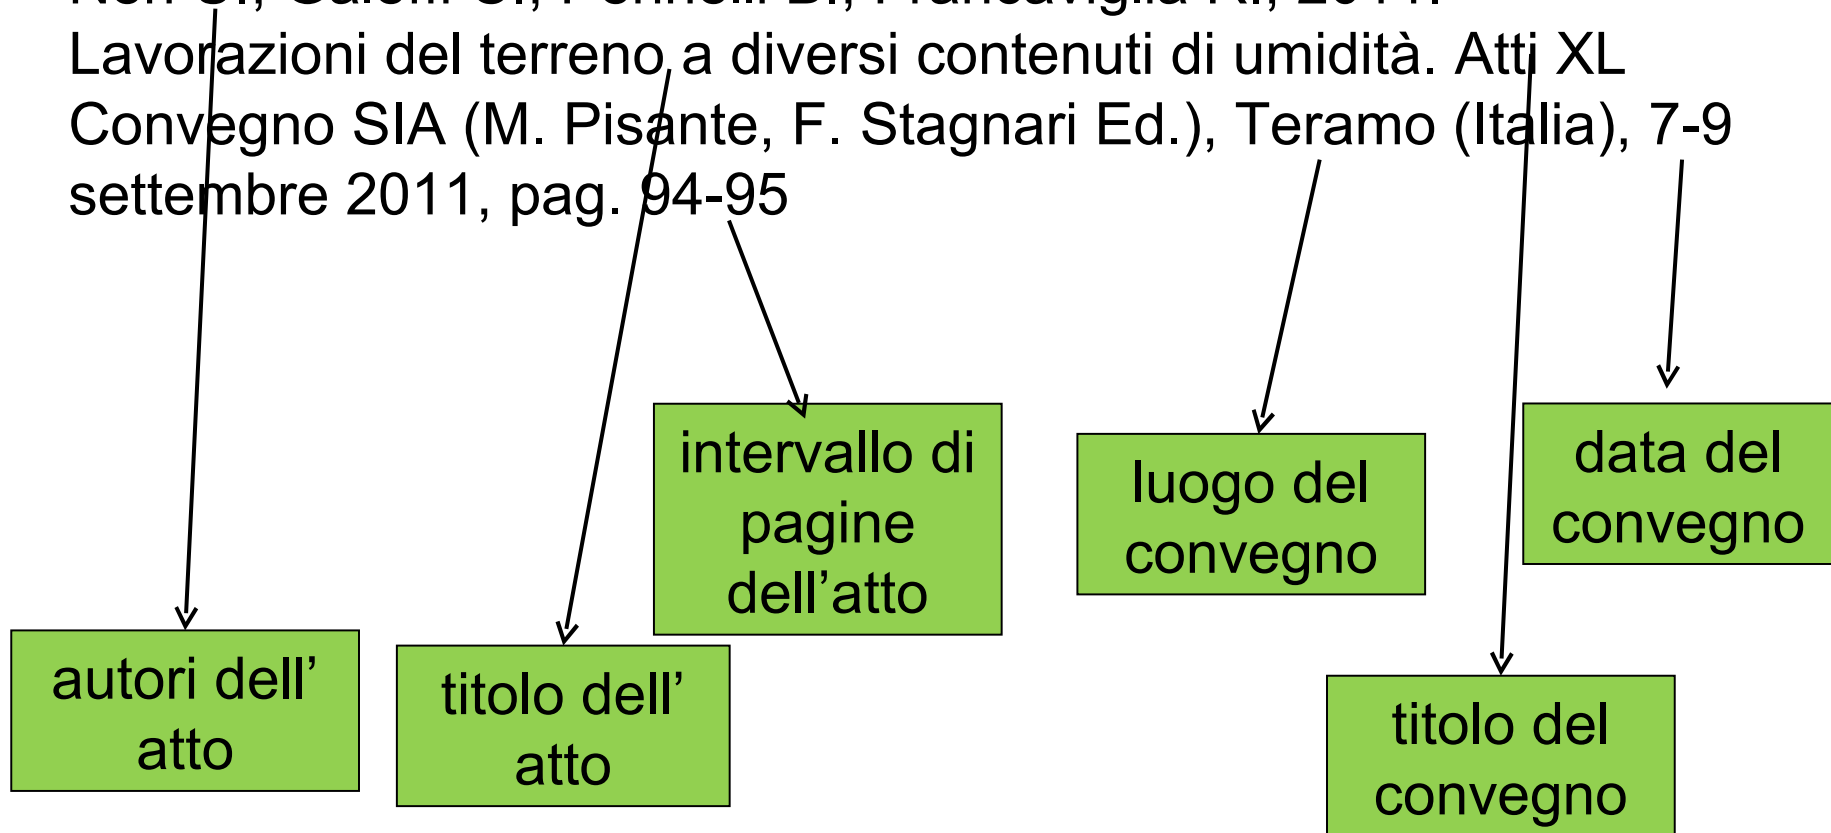 2011.
Lavorazioni del terreno a diversi contenuti di umidità. Atti XL
Convegno SIA (M. Pisante, F. Stagnari Ed.), Teramo (Italia), 7-9
settembre 2011, pag. 94-95
intervallo di
pagine
dell’atto
luogo del
convegno
data del
convegno
autori dell’
atto
titolo dell’
atto
titolo del
convegno